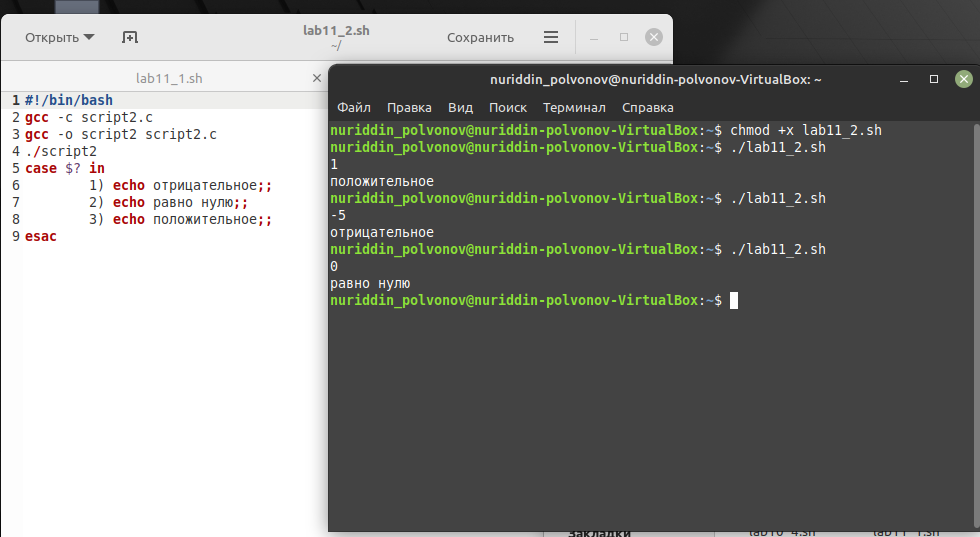 Открыть
lab11_2.sh
~/
Сохранить
lab11_1.sh
1 #!/bin/bash
2 gcc -c script2.c
3 gcc -o script2 script2.c
4 ./script2
5 case $? in
6 1) echo отрицательное;;
7 2) echo равно нулю;;
8 3) echo положительное;;
9 esac
nuriddin_polvonov@nuriddin-polvonov-VirtualBox: ~
Файл Правка Вид Поиск Терминал Справка
nuriddin_polvonov@nuriddin-polvonov-VirtualBox:~$ chmod +x lab11_2.sh
nuriddin_polvonov@nuriddin-polvonov-VirtualBox:~$ ./lab11_2.sh
1
положительное
nuriddin_polvonov@nuriddin-polvonov-VirtualBox:~$ ./lab11_2.sh
-5
отрицательное
nuriddin_polvonov@nuriddin-polvonov-VirtualBox:~$ ./lab11_2.sh
0
равно нулю
nuriddin_polvonov@nuriddin-polvonov-VirtualBox:~$
Закладки